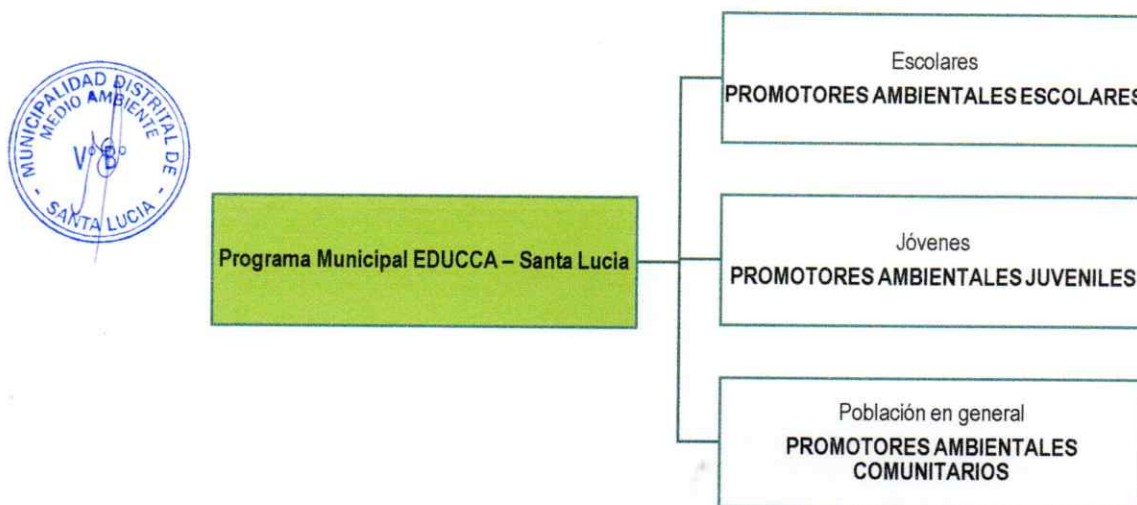 MUNICIPALIDAD DISTRITAL DE
MEDIO AMBIENTE
V° B°
- SANTA LUCIA -
Programa Municipal EDUCCA – Santa Lucia
Escolares
PROMOTORES AMBIENTALES ESCOLARES
Jóvenes
PROMOTORES AMBIENTALES JUVENILES
Población en general
PROMOTORES AMBIENTALES
COMUNITARIOS